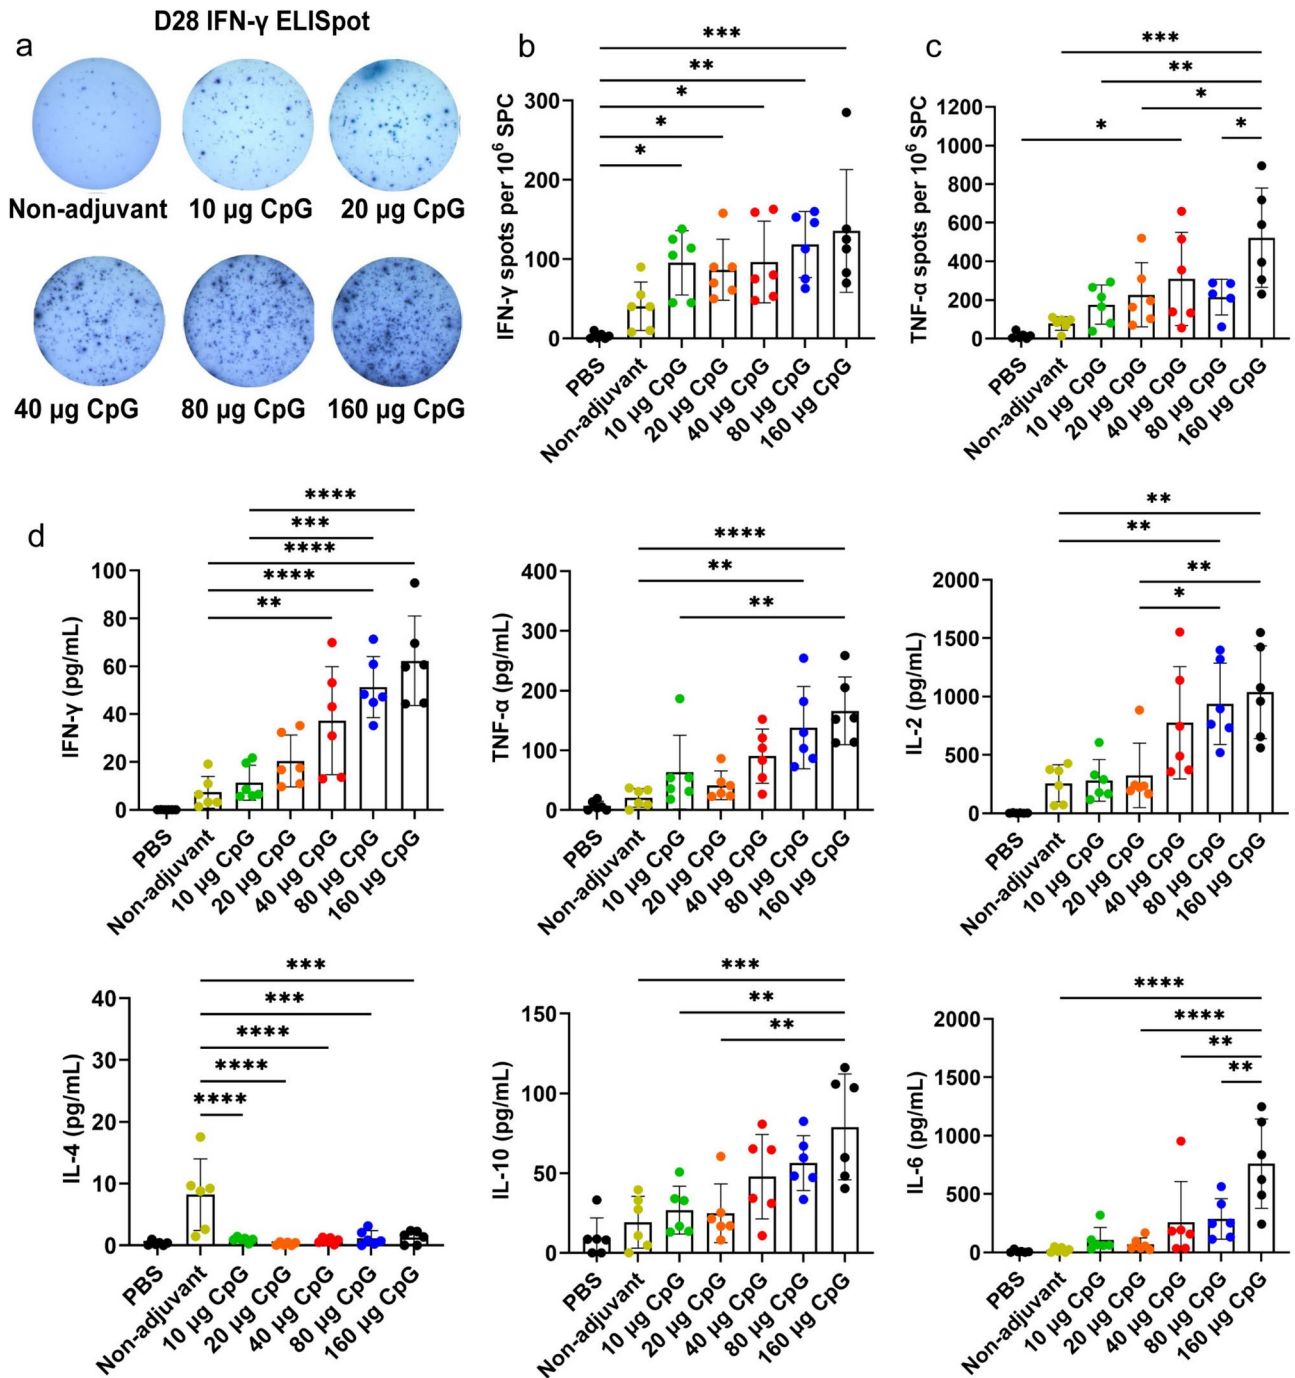 D28 IFN-γ ELISpot
a
Non-adjuvant
10 μg CpG
20 μg CpG
40 μg CpG
80 μg CpG
160 μg CpG
b
***
**
*
*
*
IFN-γ spots per 10⁶ SPC
300
200
100
0
PBS
Non-adjuvant
10 μg CpG
20 μg CpG
40 μg CpG
80 μg CpG
160 μg CpG
c
***
**
*
*
*
TNF-α spots per 10⁶ SPC
1200
1000
800
600
400
200
0
PBS
Non-adjuvant
10 μg CpG
20 μg CpG
40 μg CpG
80 μg CpG
160 μg CpG
d
****
***
****
****
**
IFN-γ (pg/mL)
100
80
60
40
20
0
PBS
Non-adjuvant
10 μg CpG
20 μg CpG
40 μg CpG
80 μg CpG
160 μg CpG
****
**
**
TNF-α (pg/mL)
400
300
200
100
0
PBS
Non-adjuvant
10 μg CpG
20 μg CpG
40 μg CpG
80 μg CpG
160 μg CpG
**
**
**
*
IL-2 (pg/mL)
2000
1500
1000
500
0
PBS
Non-adjuvant
10 μg CpG
20 μg CpG
40 μg CpG
80 μg CpG
160 μg CpG
***
***
****
****
****
IL-4 (pg/mL)
40
30
20
10
0
PBS
Non-adjuvant
10 μg CpG
20 μg CpG
40 μg CpG
80 μg CpG
160 μg CpG
***
**
**
IL-10 (pg/mL)
150
100
50
0
PBS
Non-adjuvant
10 μg CpG
20 μg CpG
40 μg CpG
80 μg CpG
160 μg CpG
****
****
**
**
IL-6 (pg/mL)
2000
1500
1000
500
0
PBS
Non-adjuvant
10 μg CpG
20 μg CpG
40 μg CpG
80 μg CpG
160 μg CpG